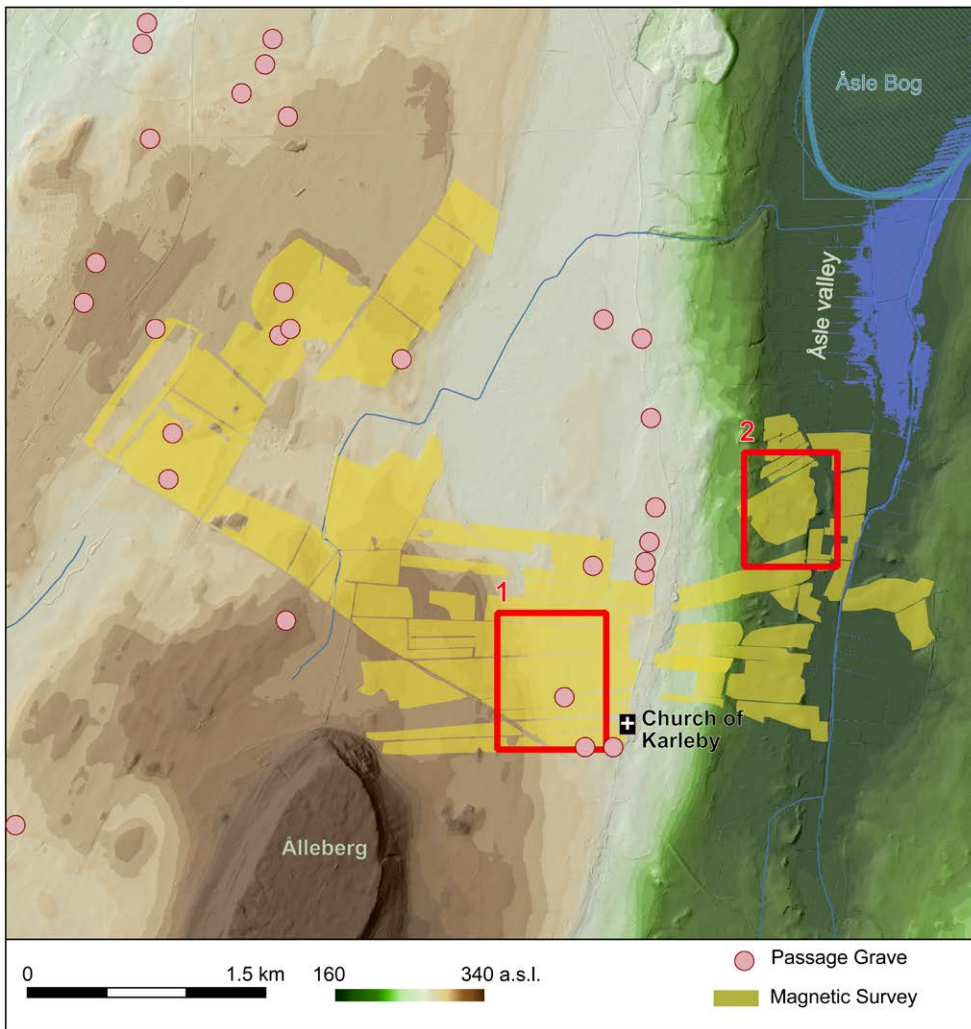 Åsle Bog
Åsle valley
2
1
Church of
Karleby
Ålleberg
0 1.5 km
160 340 a.s.l.
Passage Grave
Magnetic Survey